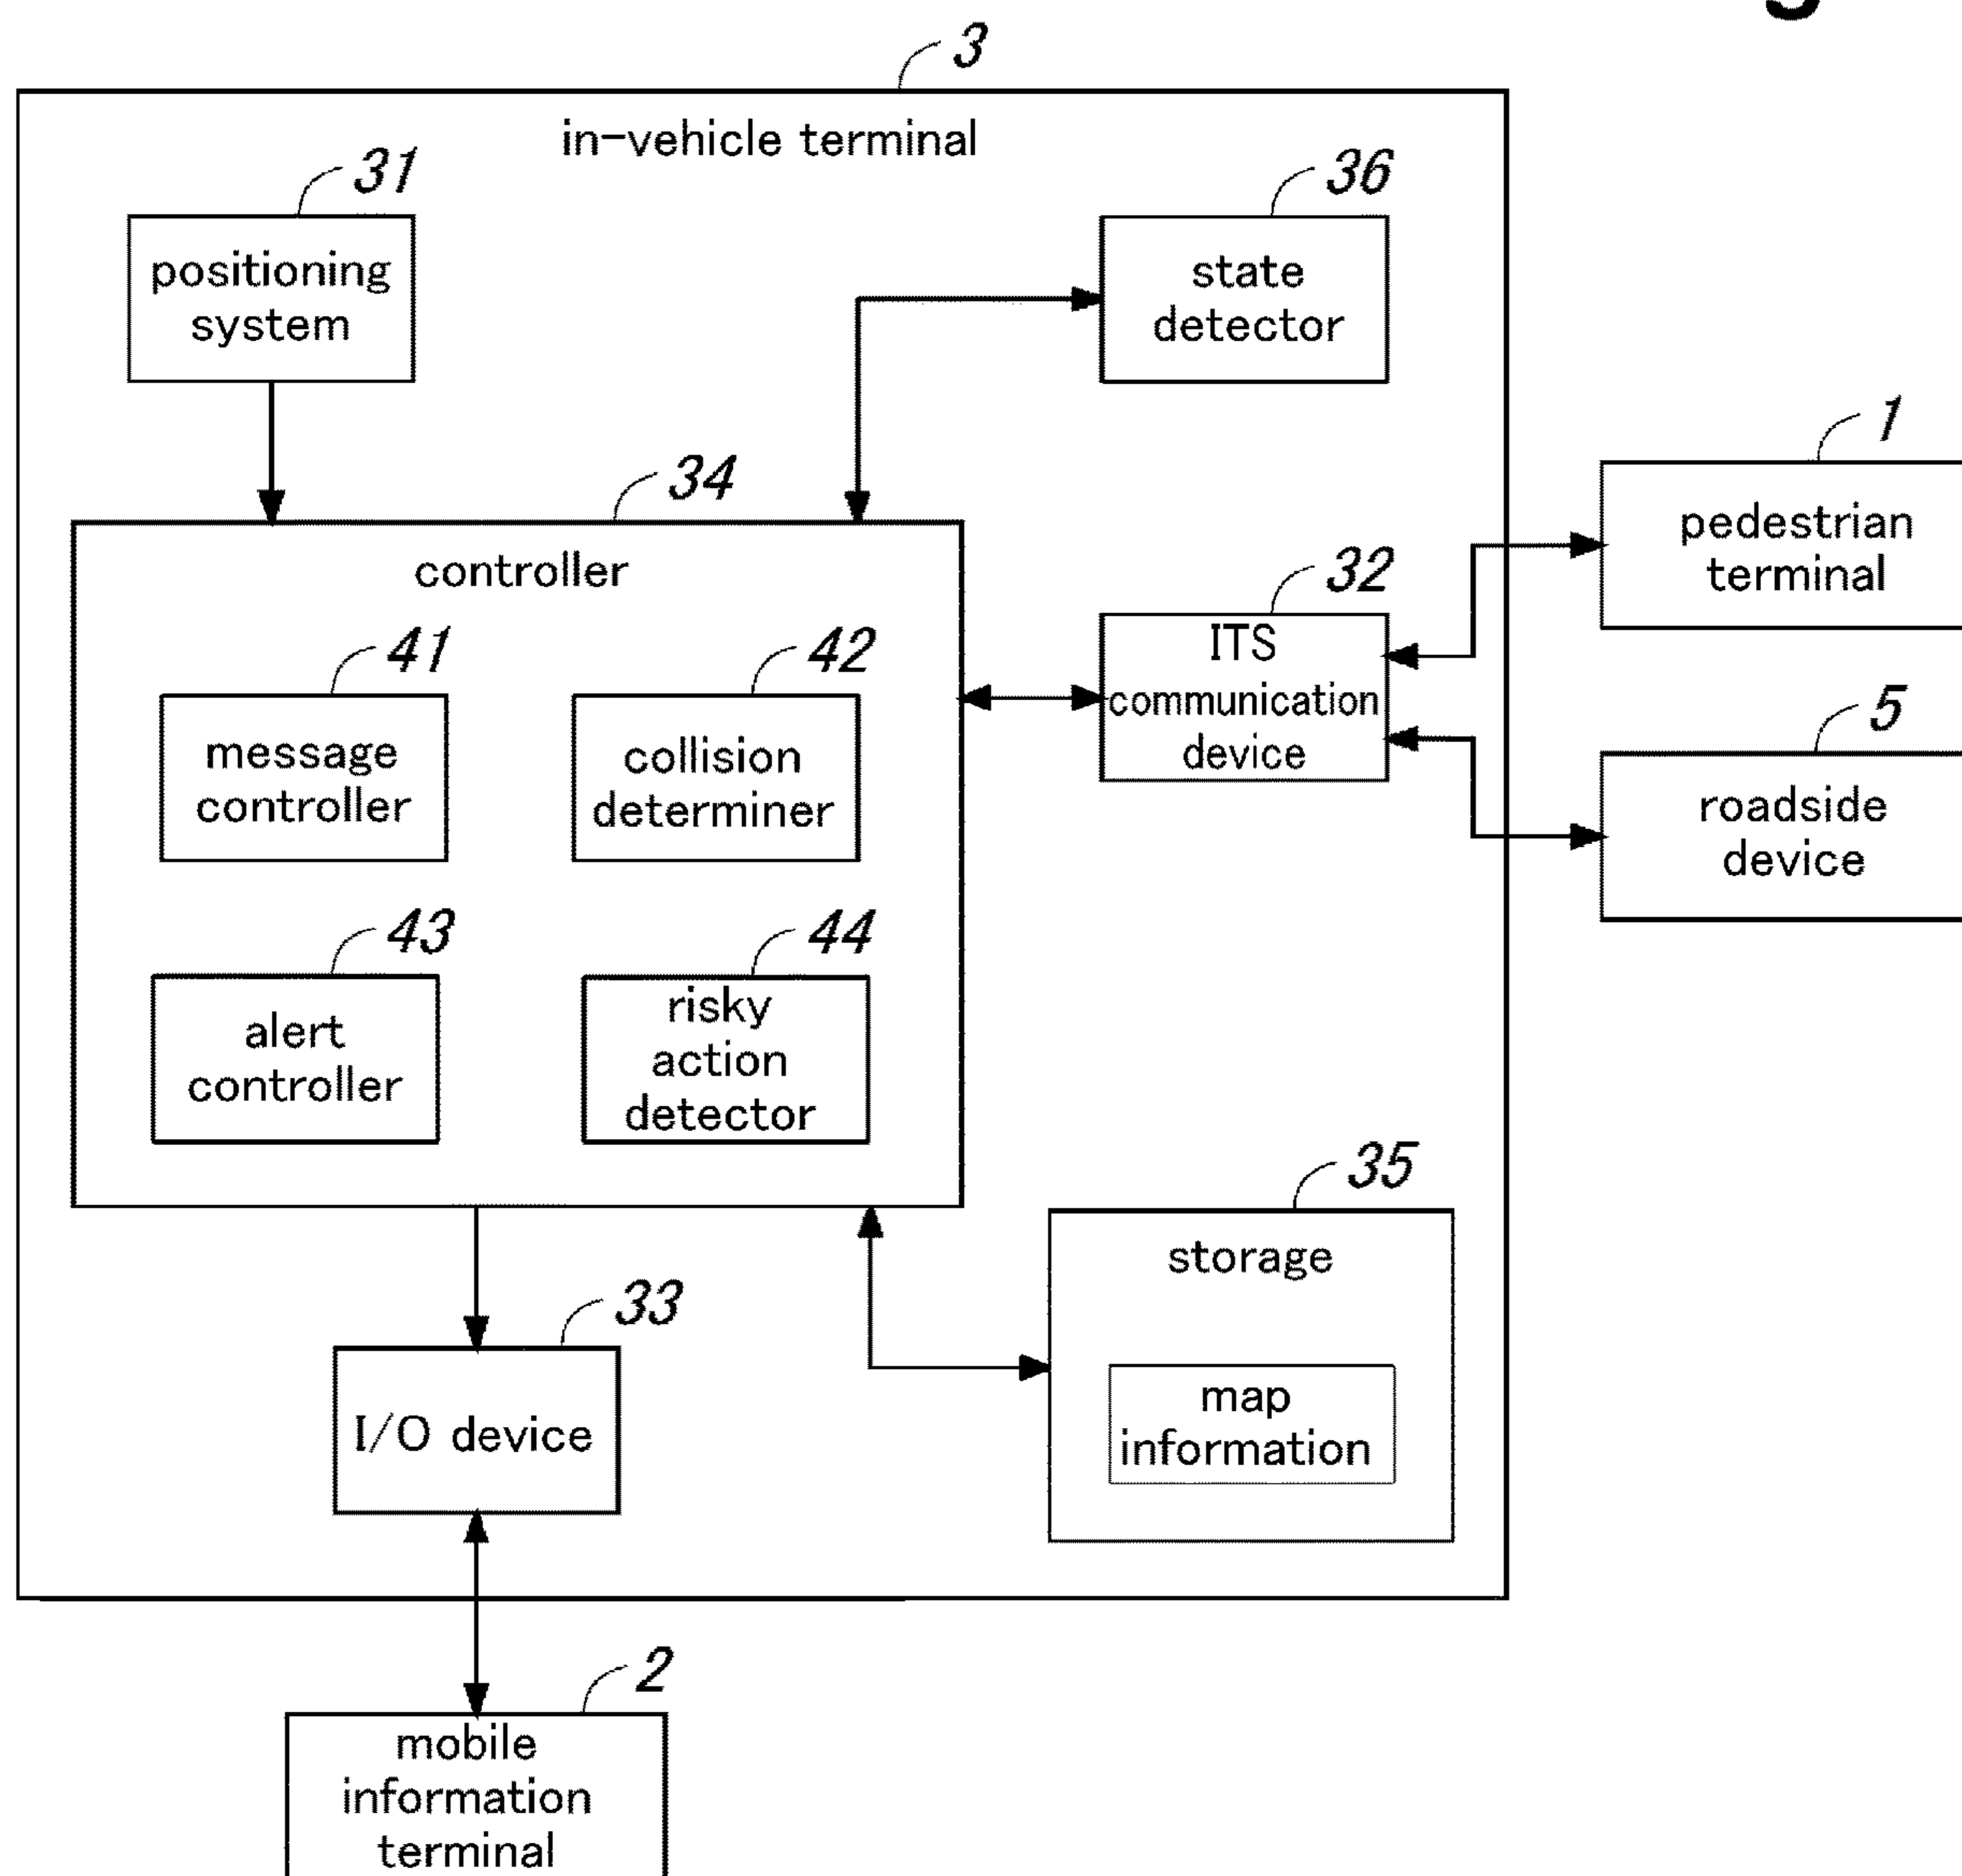 3
in-vehicle terminal
31
positioning
system
36
state
detector
34
controller
41
message
controller
42
collision
determiner
43
alert
controller
44
risky
action
detector
32
ITS
communication
device
1
pedestrian
terminal
5
roadside
device
35
storage
map
information
33
I/O device
2
mobile
information
terminal